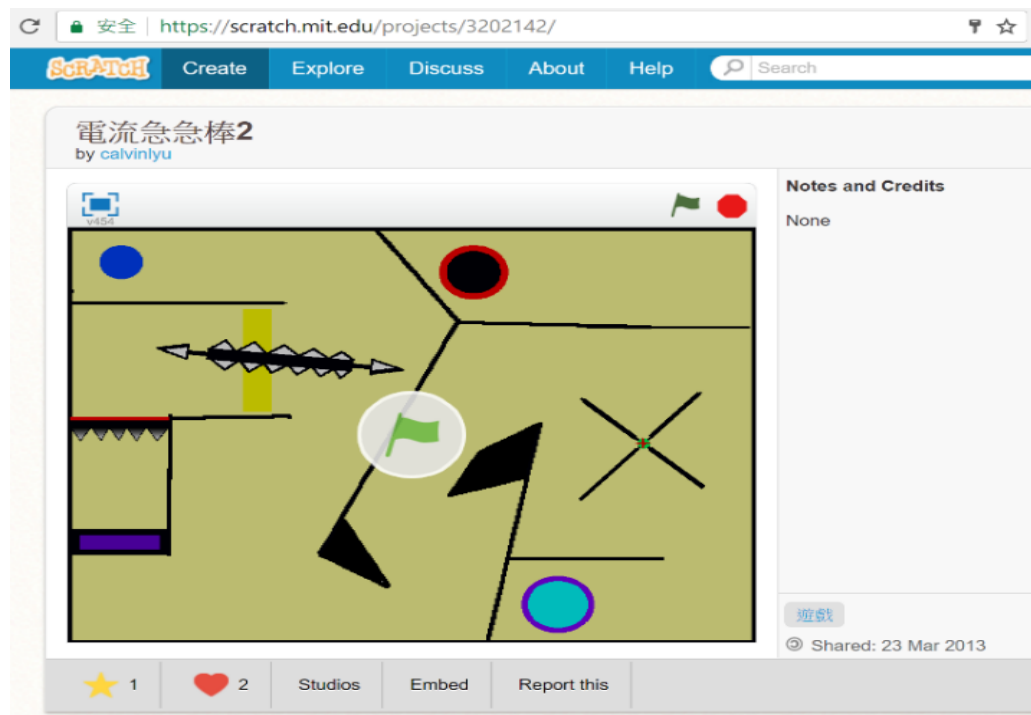 安全 https://scratch.mit.edu/projects/3202142/
SCRATCH Create Explore Discuss About Help Search
電流急急棒2
by calvinlyu
Notes and Credits
v454
None
遊戲
Shared: 23 Mar 2013
1 2 Studios Embed Report this